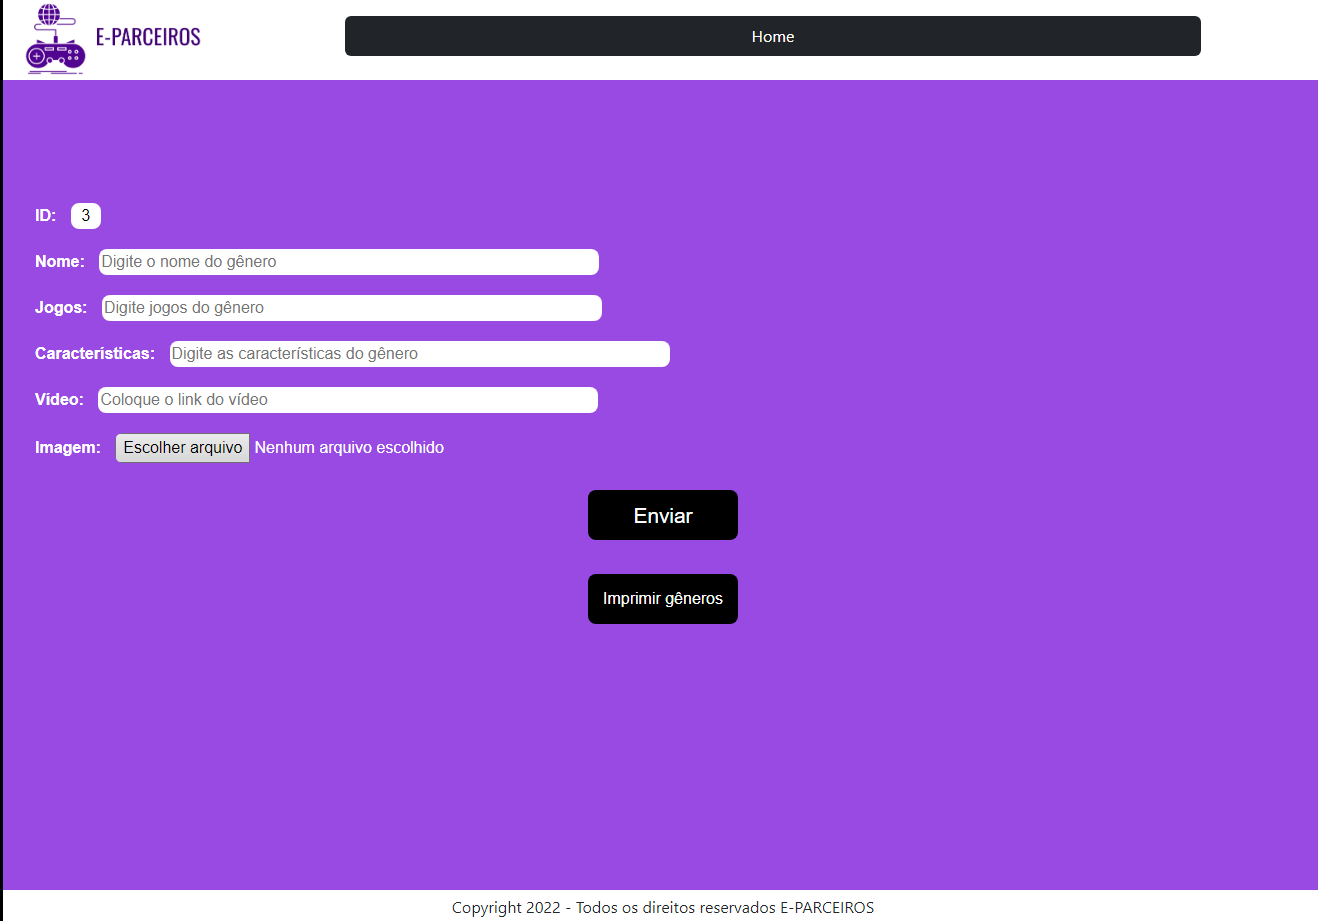 E-PARCEIROS
Home
ID: 3
Nome: Digite o nome do gênero
Jogos: Digite jogos do gênero
Características: Digite as características do gênero
Vídeo: Coloque o link do vídeo
Imagem: Escolher arquivo Nenhum arquivo escolhido
Enviar
Imprimir gêneros
Copyright 2022 - Todos os direitos reservados E-PARCEIROS